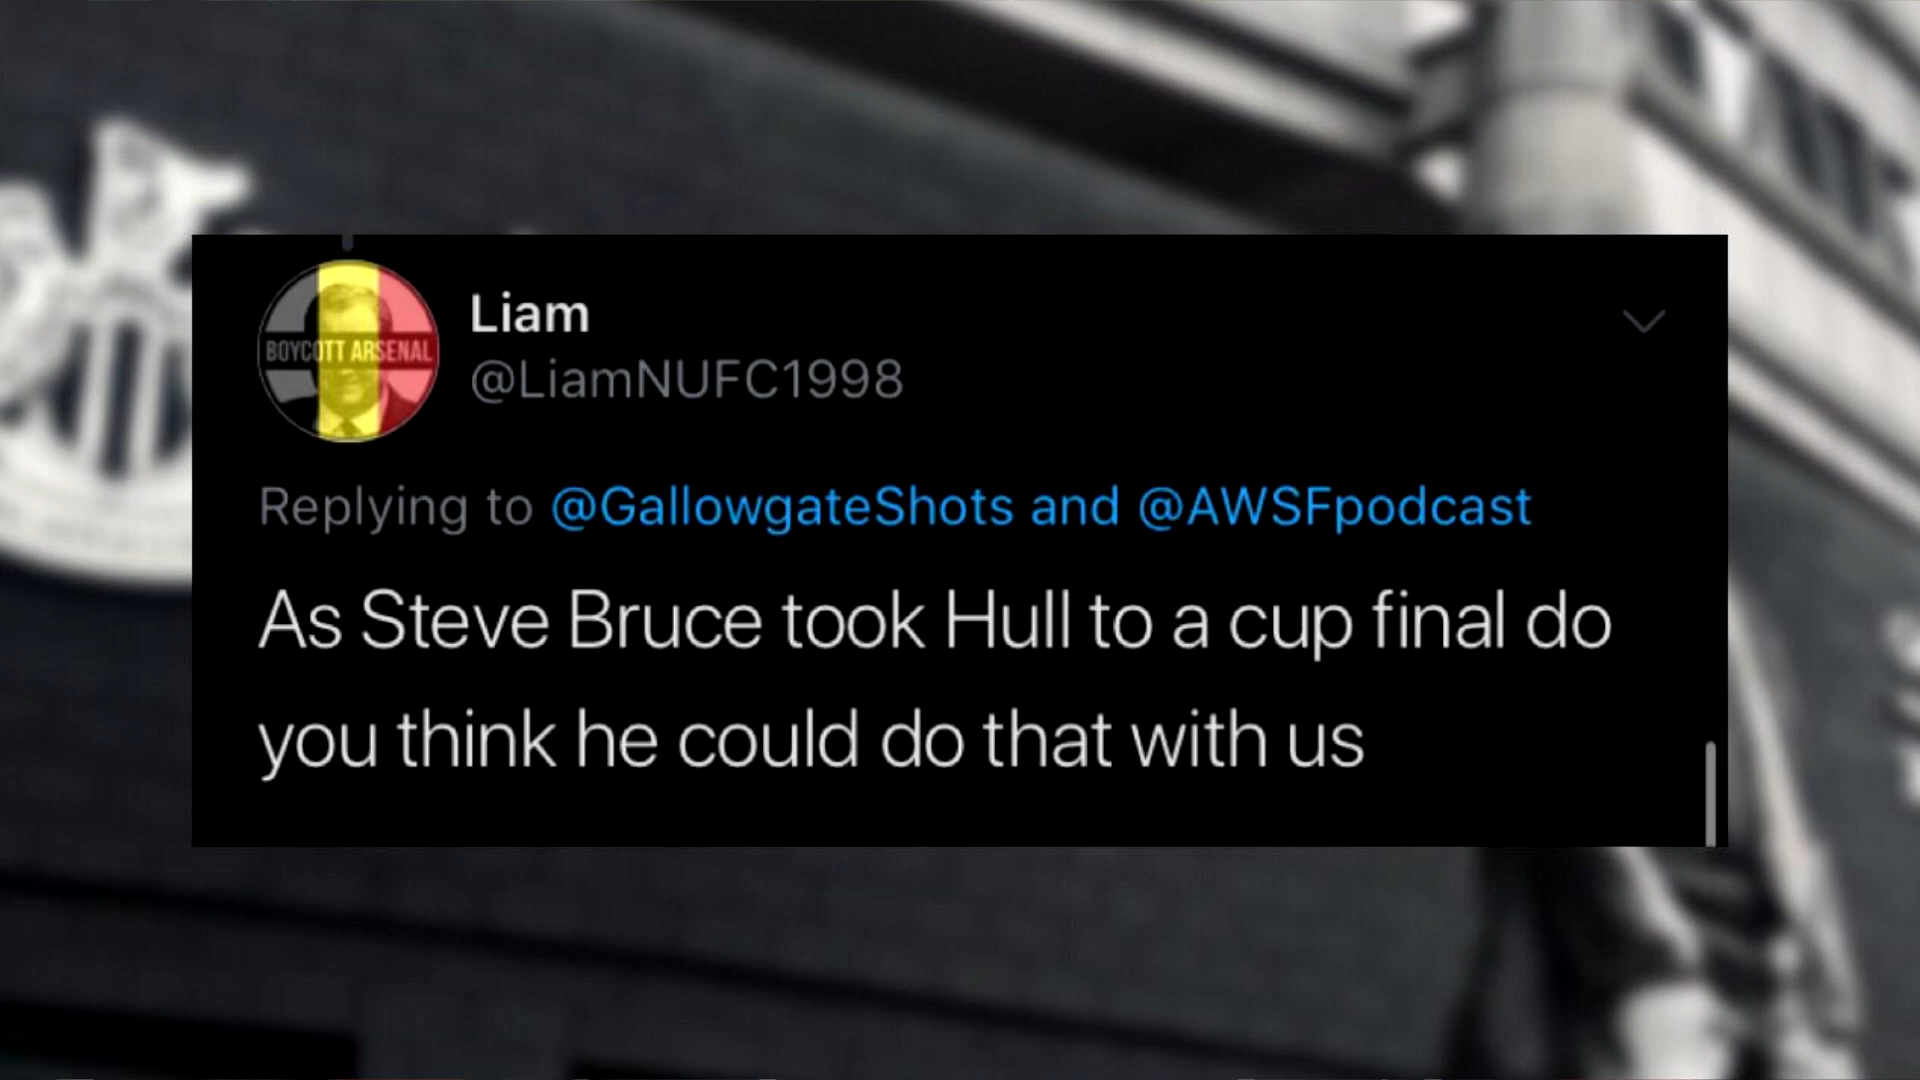 BOYCOTT ARSENAL
Liam
@LiamNUFC1998
Replying to @GallowgateShots and @AWSFpodcast
As Steve Bruce took Hull to a cup final do
you think he could do that with us